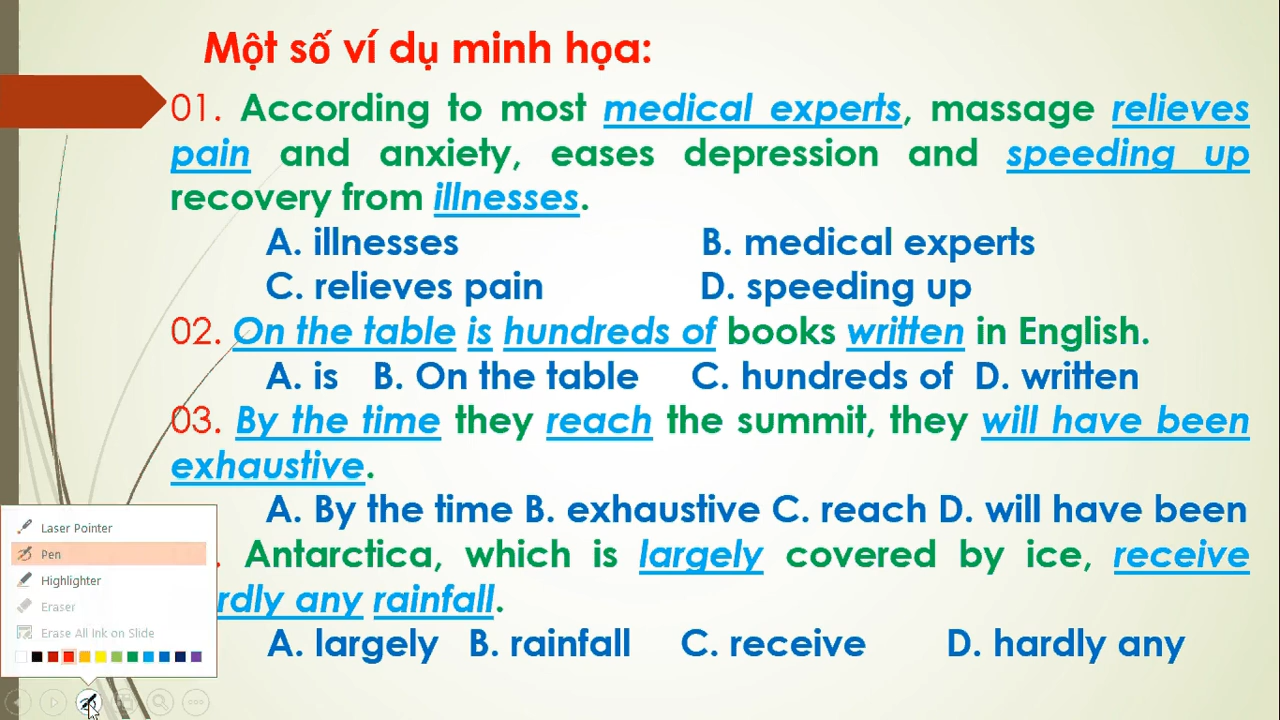 Một số ví dụ minh họa:
01. According to most medical experts, massage relieves
pain and anxiety, eases depression and speeding up
recovery from illnesses.
A. illnesses B. medical experts
C. relieves pain D. speeding up
02. On the table is hundreds of books written in English.
A. is B. On the table C. hundreds of D. written
03. By the time they reach the summit, they will have been
exhaustive.
A. By the time B. exhaustive C. reach D. will have been
. Antarctica, which is largely covered by ice, receive
rdly any rainfall.
A. largely B. rainfall C. receive D. hardly any
Laser Pointer
Pen
Highlighter
Eraser
Erase All Ink on Slide